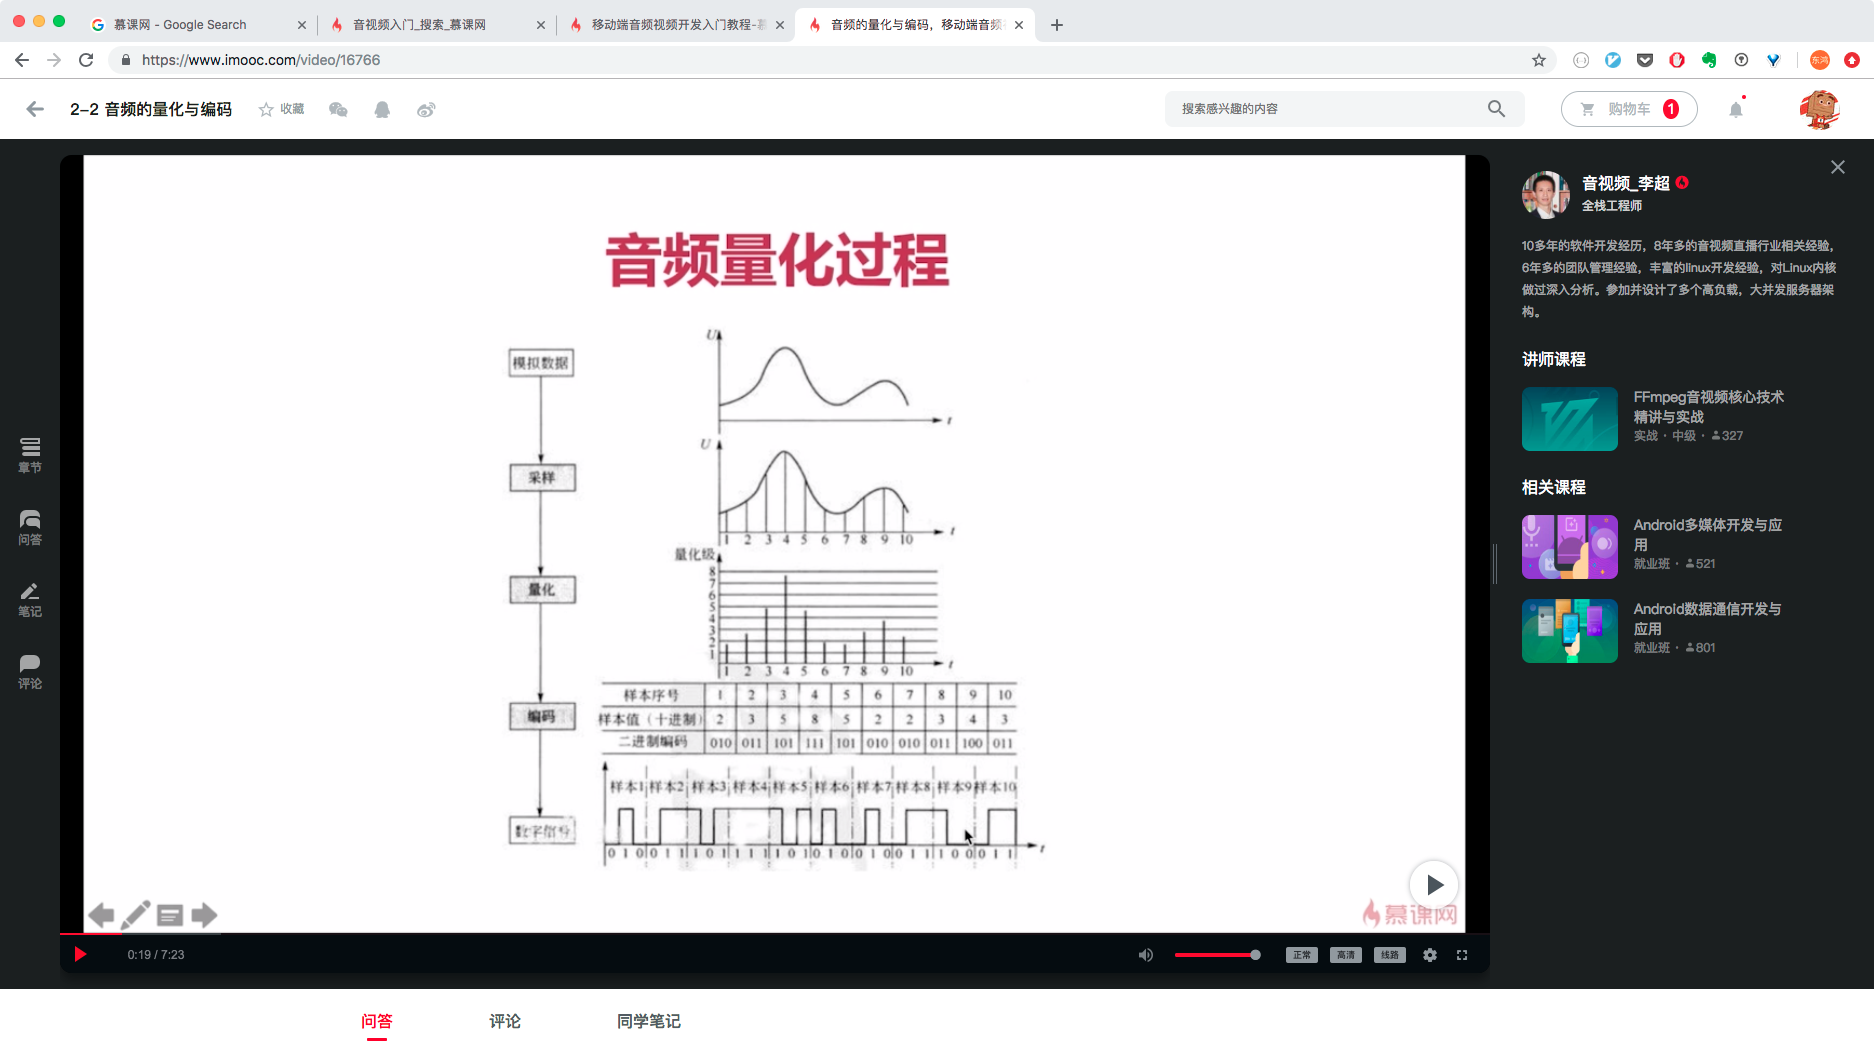 慕课网 - Google Search
音视频入门_搜索_慕课网
移动端音频视频开发入门教程-慕
音频的量化与编码，移动端音频
https://www.imooc.com/video/16766
东鸿
2-2 音频的量化与编码
收藏
搜索感兴趣的内容
购物车 1
音频量化过程
模拟数据
采样
量化
编码
数字信号
U
t
U
1 2 3 4 5 6 7 8 9 10
t
量化级
8
7
6
5
4
3
2
1
1 2 3 4 5 6 7 8 9 10
t
样本序号 1 2 3 4 5 6 7 8 9 10
样本值（十进制） 2 3 5 8 5 2 2 3 4 3
二进制编码 010 011 101 111 101 010 010 011 100 011
样本1 样本2 样本3 样本4 样本5 样本6 样本7 样本8 样本9 样本10
0 1 0 0 1 1 1 0 1 1 1 1 1 0 1 0 1 0 0 1 0 0 1 1 1 0 0 0 1 1
t
慕课网
0:19 / 7:23
正常
高清
线路
章节
问答
笔记
评论
音视频_李超
全栈工程师
10多年的软件开发经历，8年多的音视频直播行业相关经验，
6年多的团队管理经验，丰富的linux开发经验，对Linux内核
做过深入分析。参加并设计了多个高负载，大并发服务器架
构。
讲师课程
FFmpeg音视频核心技术
精讲与实战
实战 · 中级 · 327
相关课程
Android多媒体开发与应
用
就业班 · 521
Android数据通信开发与
应用
就业班 · 801
问答
评论
同学笔记